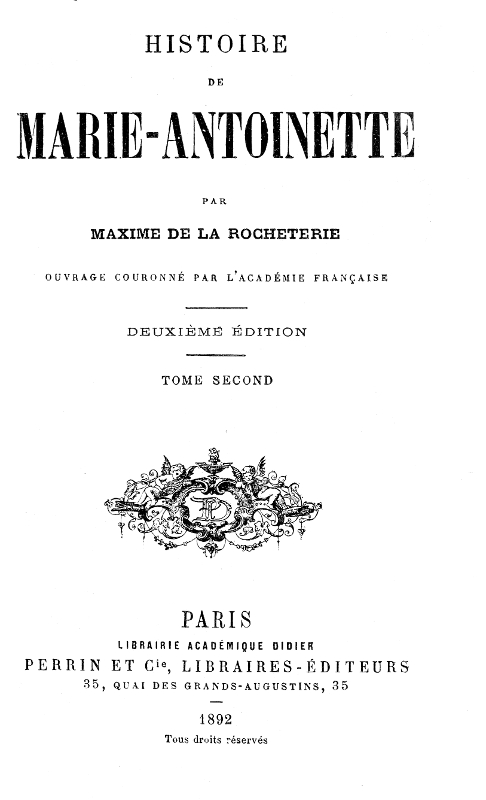 HISTOIRE
DE
MARIE-ANTOINETTE
PAR
MAXIME DE LA ROCHETERIE
OUVRAGE COURONNÉ PAR L'ACADÉMIE FRANÇAISE
DEUXIÈME ÉDITION
TOME SECOND
PARIS
LIBRAIRIE ACADÉMIQUE DIDIER
PERRIN ET Cie, LIBRAIRES-ÉDITEURS
35, QUAI DES GRANDS-AUGUSTINS, 35
1892
Tous droits réservés